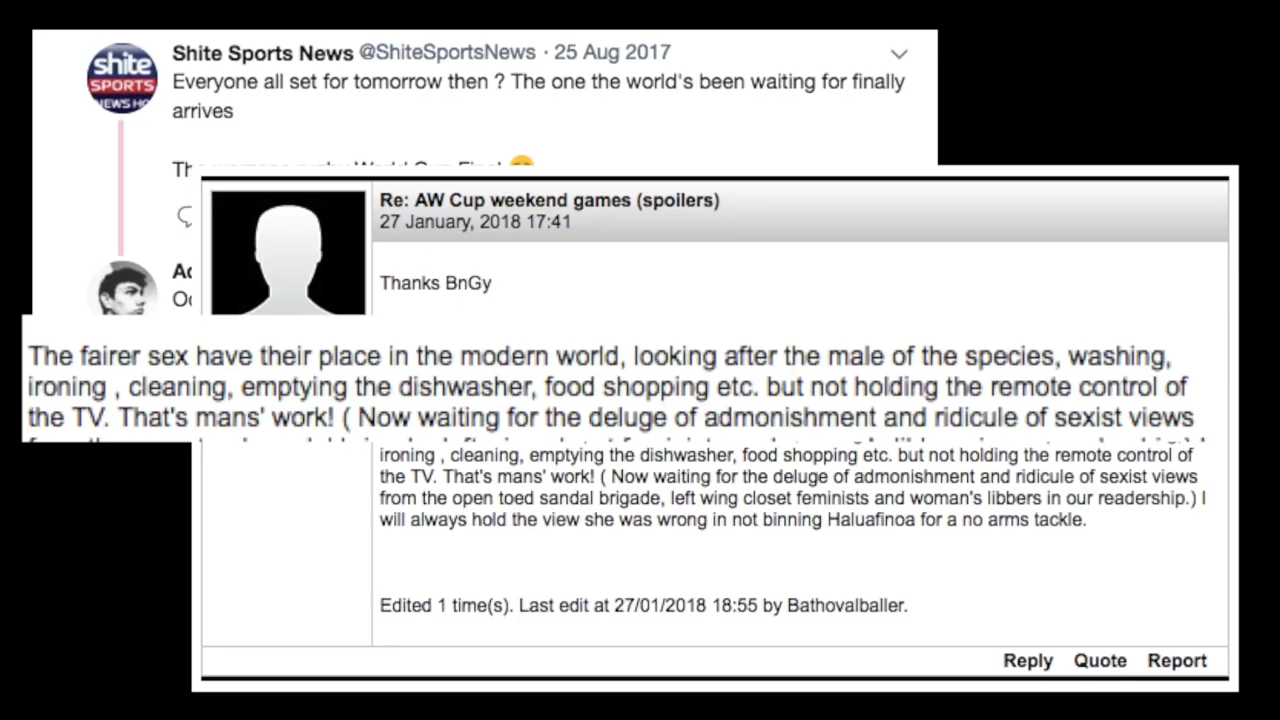 shite
SPORTS
NEWS HQ
Shite Sports News @ShiteSportsNews · 25 Aug 2017
Everyone all set for tomorrow then ? The one the world's been waiting for finally
arrives
Re: AW Cup weekend games (spoilers)
27 January, 2018 17:41
Thanks BnGy
The fairer sex have their place in the modern world, looking after the male of the species, washing,
ironing , cleaning, emptying the dishwasher, food shopping etc. but not holding the remote control of
the TV. That's mans' work! ( Now waiting for the deluge of admonishment and ridicule of sexist views
ironing , cleaning, emptying the dishwasher, food shopping etc. but not holding the remote control of
the TV. That's mans' work! ( Now waiting for the deluge of admonishment and ridicule of sexist views
from the open toed sandal brigade, left wing closet feminists and woman's libbers in our readership.) I
will always hold the view she was wrong in not binning Haluafinoa for a no arms tackle.
Edited 1 time(s). Last edit at 27/01/2018 18:55 by Bathovalballer.
Reply Quote Report